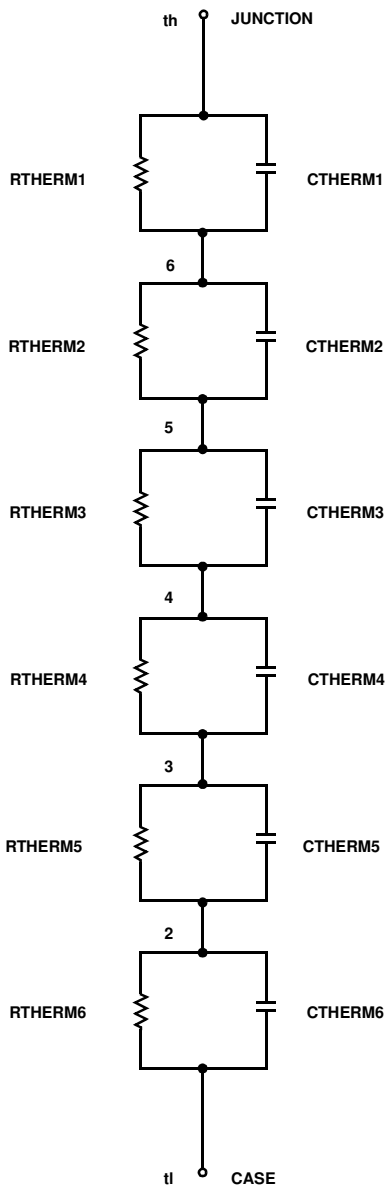 th JUNCTION
RTHERM1 CTHERM1
6
RTHERM2 CTHERM2
5
RTHERM3 CTHERM3
4
RTHERM4 CTHERM4
3
RTHERM5 CTHERM5
2
RTHERM6 CTHERM6
tl CASE